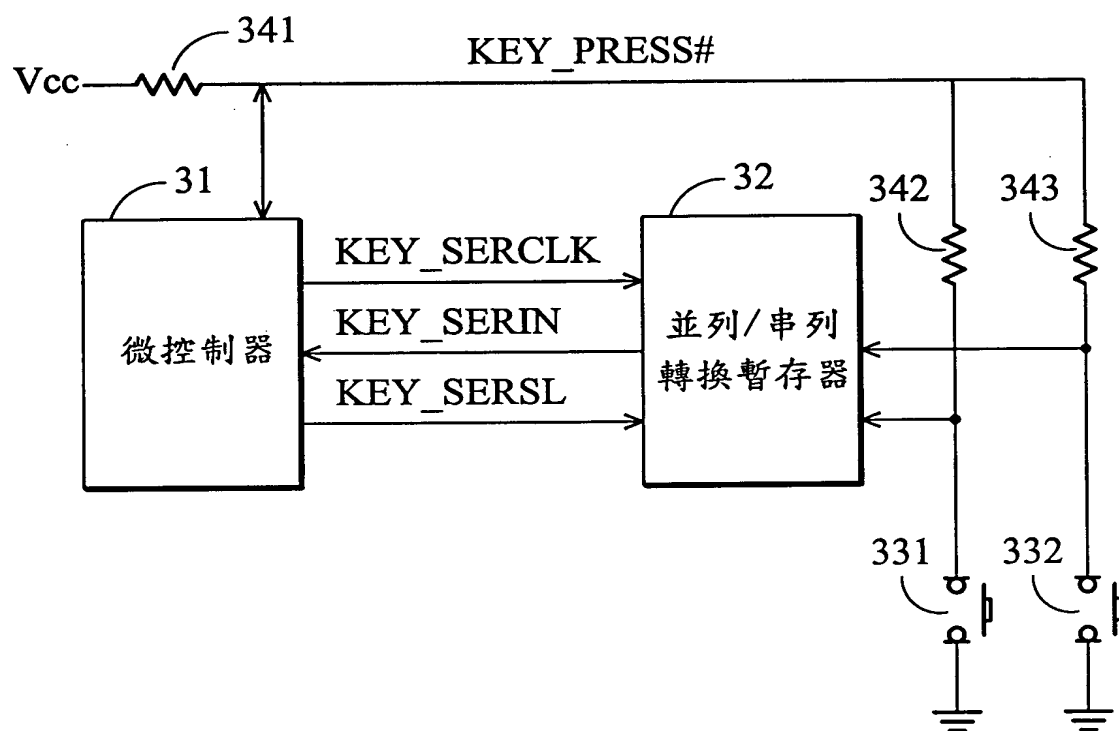 341
KEY_PRESS#
Vcc
31
32
342
343
KEY_SERCLK
KEY_SERIN
KEY_SERSL
微控制器
並列/串列
轉換暫存器
331
332